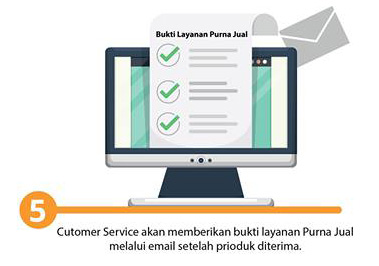 Bukti Layanan Purna Jual
5
Cutomer Service akan memberikan bukti layanan Purna Jual
melalui email setelah prioduk diterima.